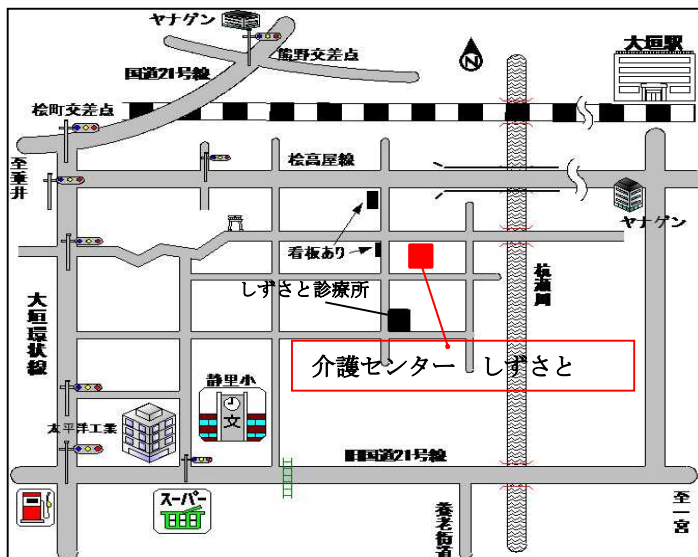 ヤナゲン
熊野交差点
大垣駅
国道21号線
桧町交差点
至垂井
桧高屋線
ヤナゲン
看板あり
杭瀬川
しずさと診療所
大垣環状線
介護センター しずさと
静里小
文
太平洋工業
旧国道21号線
スーパー
養老街道
至一宮